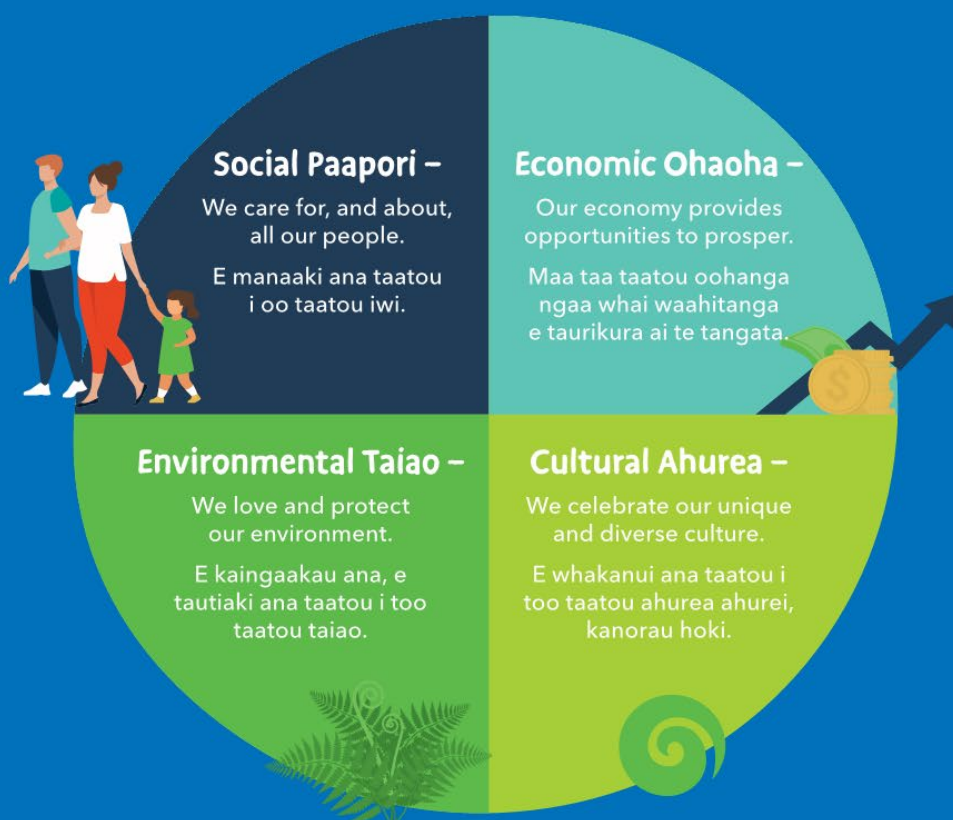 Social Paapori –
We care for, and about,
all our people.
E manaaki ana taatou
i oo taatou iwi.
Economic Ohaoha –
Our economy provides
opportunities to prosper.
Maa taa taatou oohanga
ngaa whai waahitanga
e taurikura ai te tangata.
Environmental Taiao –
We love and protect
our environment.
E kaingaakau ana, e
tautiaki ana taatou i too
taatou taiao.
Cultural Ahurea –
We celebrate our unique
and diverse culture.
E whakanui ana taatou i
too taatou ahurea ahurei,
kanorau hoki.
$